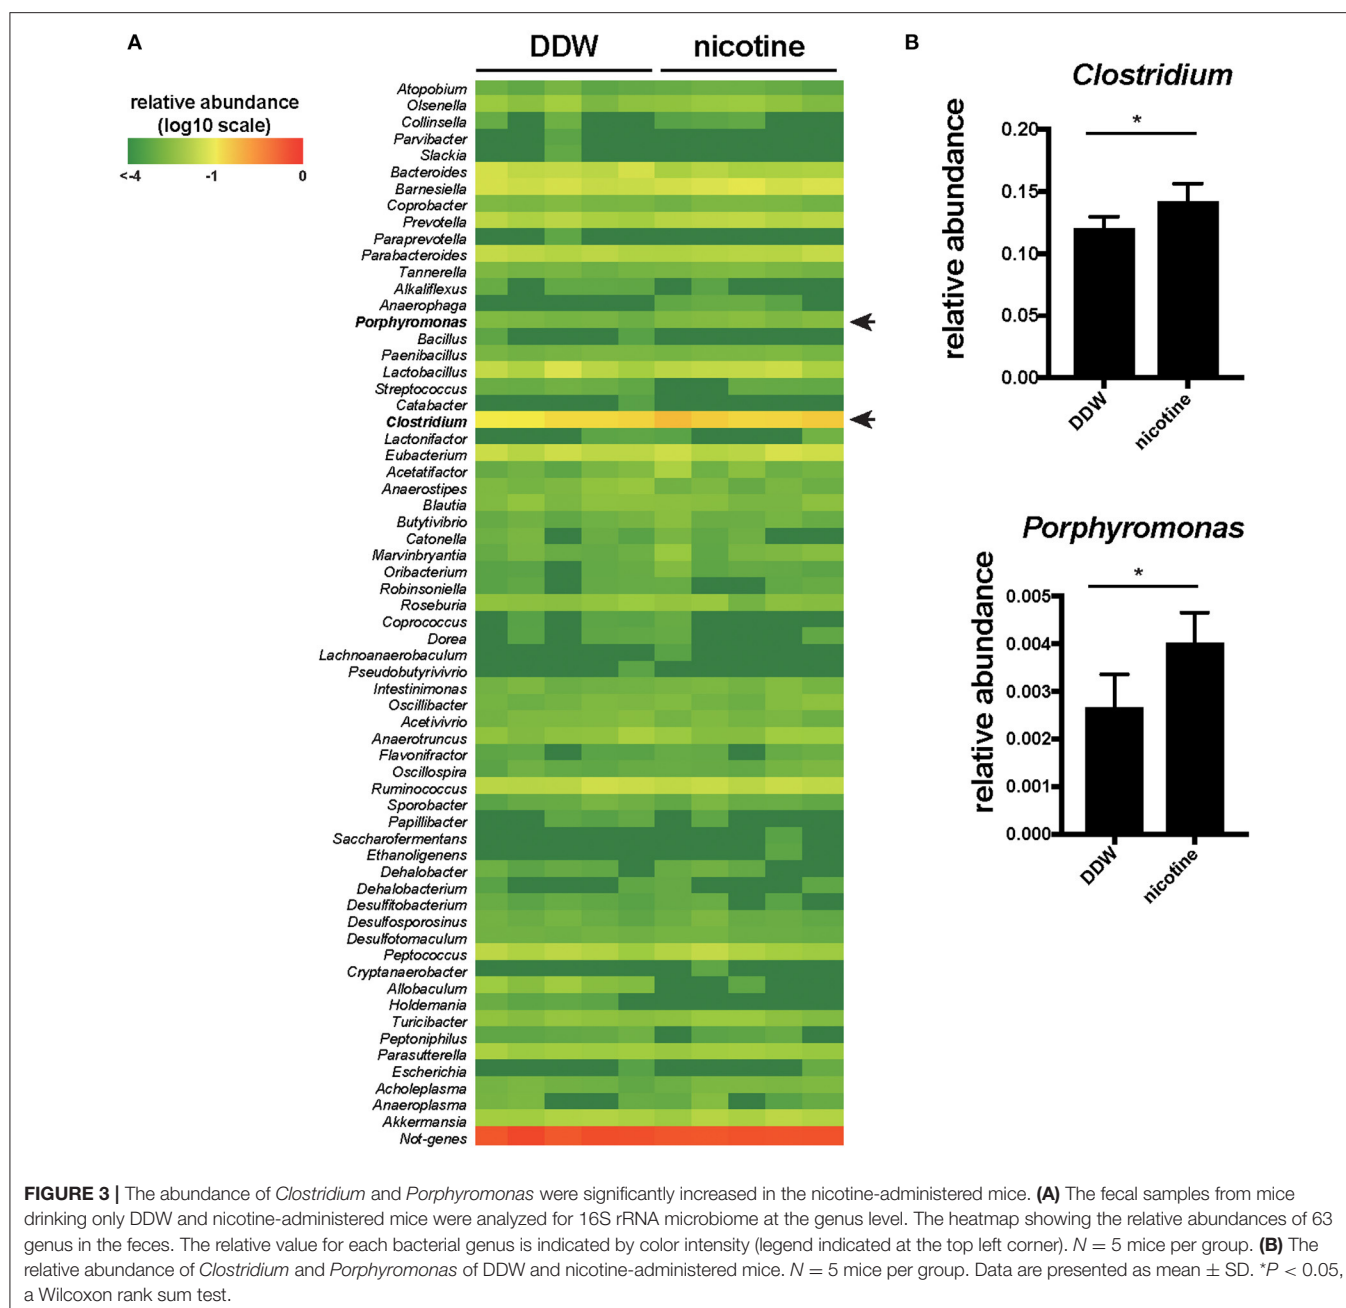 A
DDW nicotine
relative abundance
(log10 scale)
<-4 -1 0
Atopobium
Olsenella
Collinsella
Parvibacter
Slackia
Bacteroides
Barnesiella
Coprobacter
Prevotella
Paraprevotella
Parabacteroides
Tannerella
Alkaliflexus
Anaerophaga
Porphyromonas
Bacillus
Paenibacillus
Lactobacillus
Streptococcus
Catabacter
Clostridium
Lactonifactor
Eubacterium
Acetatifactor
Anaerostipes
Blautia
Butytivibrio
Catonella
Marvinbryantia
Oribacterium
Robinsoniella
Roseburia
Coprococcus
Dorea
Lachnoanaerobaculum
Pseudobutyrivivrio
Intestinimonas
Oscillibacter
Acetivivrio
Anaerotruncus
Flavonifractor
Oscillospira
Ruminococcus
Sporobacter
Papillibacter
Saccharofermentans
Ethanoligenens
Dehalobacter
Dehalobacterium
Desulfitobacterium
Desulfosporosinus
Desulfotomaculum
Peptococcus
Cryptanaerobacter
Allobaculum
Holdemania
Turicibacter
Peptoniphilus
Parasutterella
Escherichia
Acholeplasma
Anaeroplasma
Akkermansia
Not-genes
B
Clostridium
relative abundance
*
0.20
0.15
0.10
0.05
0.00
DDW
nicotine
Porphyromonas
relative abundance
*
0.005
0.004
0.003
0.002
0.001
0.000
DDW
nicotine
FIGURE 3 | The abundance of Clostridium and Porphyromonas were significantly increased in the nicotine-administered mice. (A) The fecal samples from mice
drinking only DDW and nicotine-administered mice were analyzed for 16S rRNA microbiome at the genus level. The heatmap showing the relative abundances of 63
genus in the feces. The relative value for each bacterial genus is indicated by color intensity (legend indicated at the top left corner). N = 5 mice per group. (B) The
relative abundance of Clostridium and Porphyromonas of DDW and nicotine-administered mice. N = 5 mice per group. Data are presented as mean ± SD. *P < 0.05,
a Wilcoxon rank sum test.